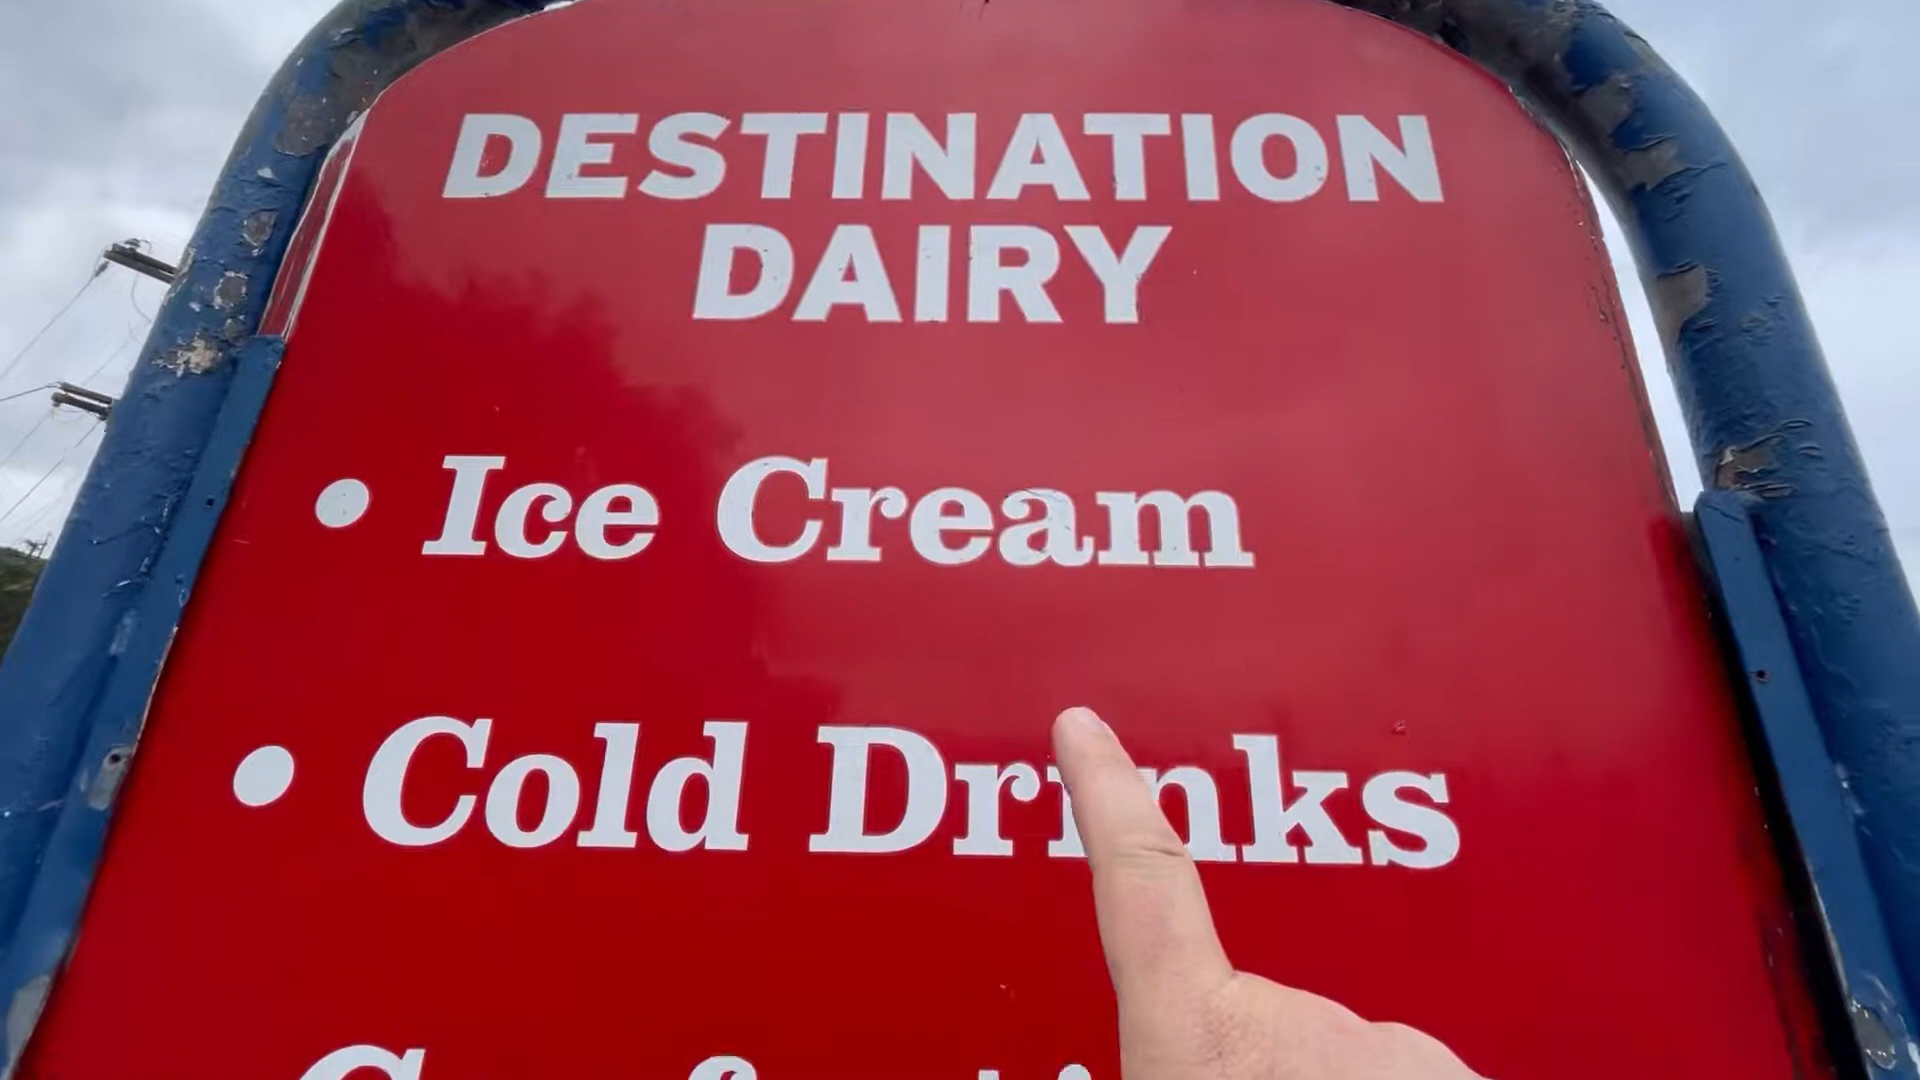 DESTINATION
DAIRY
• Ice Cream
• Cold Drinks